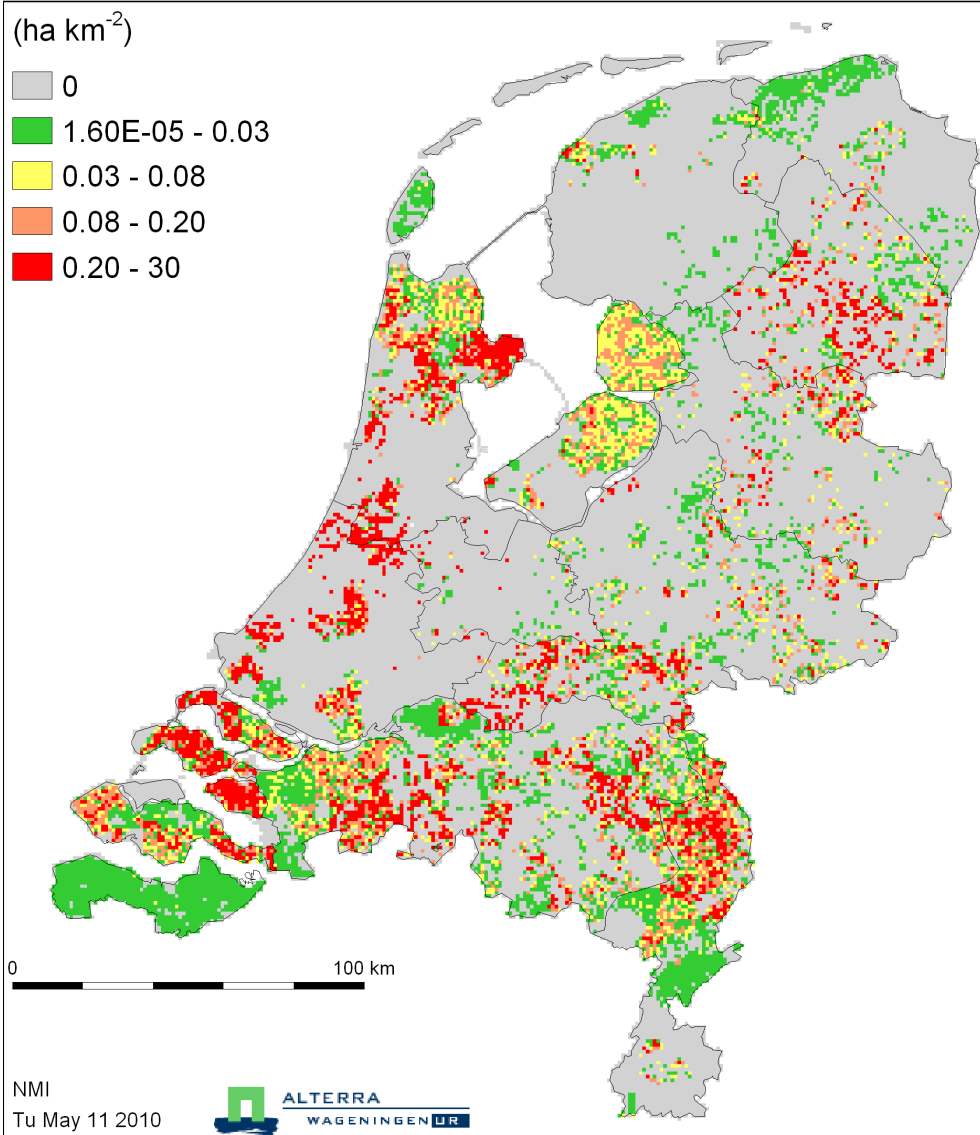 (ha km-2)
0
1.60E-05 - 0.03
0.03 - 0.08
0.08 - 0.20
0.20 - 30
0 100 km
NMI
Tu May 11 2010
ALTERRA
WAGENINGEN UR